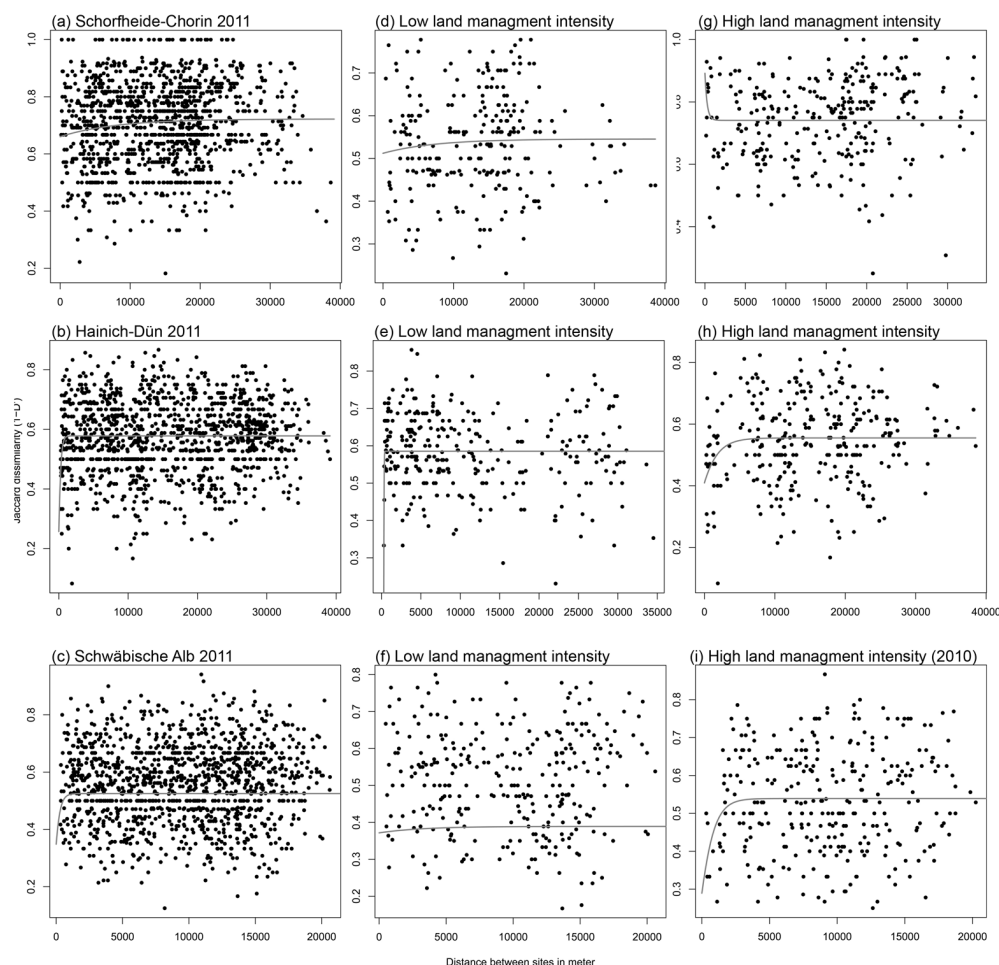 (a) Schorfheide-Chorin 2011
(d) Low land managment intensity
(g) High land managment intensity
1.0
0.8
0.6
0.4
0.2
0 10000 20000 30000 40000
0.7
0.6
0.5
0.4
0.3
0 10000 20000 30000 40000
1.0
0 5000 10000 15000 20000 25000 30000
(b) Hainich-Dün 2011
(e) Low land managment intensity
(h) High land managment intensity
Jaccard dissimiarity (1−D)
0.8
0.6
0.4
0.2
0 10000 20000 30000 40000
0.8
0.7
0.6
0.5
0.4
0.3
0 5000 10000 15000 20000 25000 30000 35000
0.8
0.6
0.4
0.2
0 10000 20000 30000 40000
(c) Schwäbische Alb 2011
(f) Low land managment intensity
(i) High land managment intensity (2010)
0.8
0.6
0.4
0.2
0 5000 10000 15000 20000
0.8
0.7
0.6
0.5
0.4
0.3
0.2
0 5000 10000 15000 20000
0.8
0.7
0.6
0.5
0.4
0.3
0 5000 10000 15000 20000
Distance between sites in meter